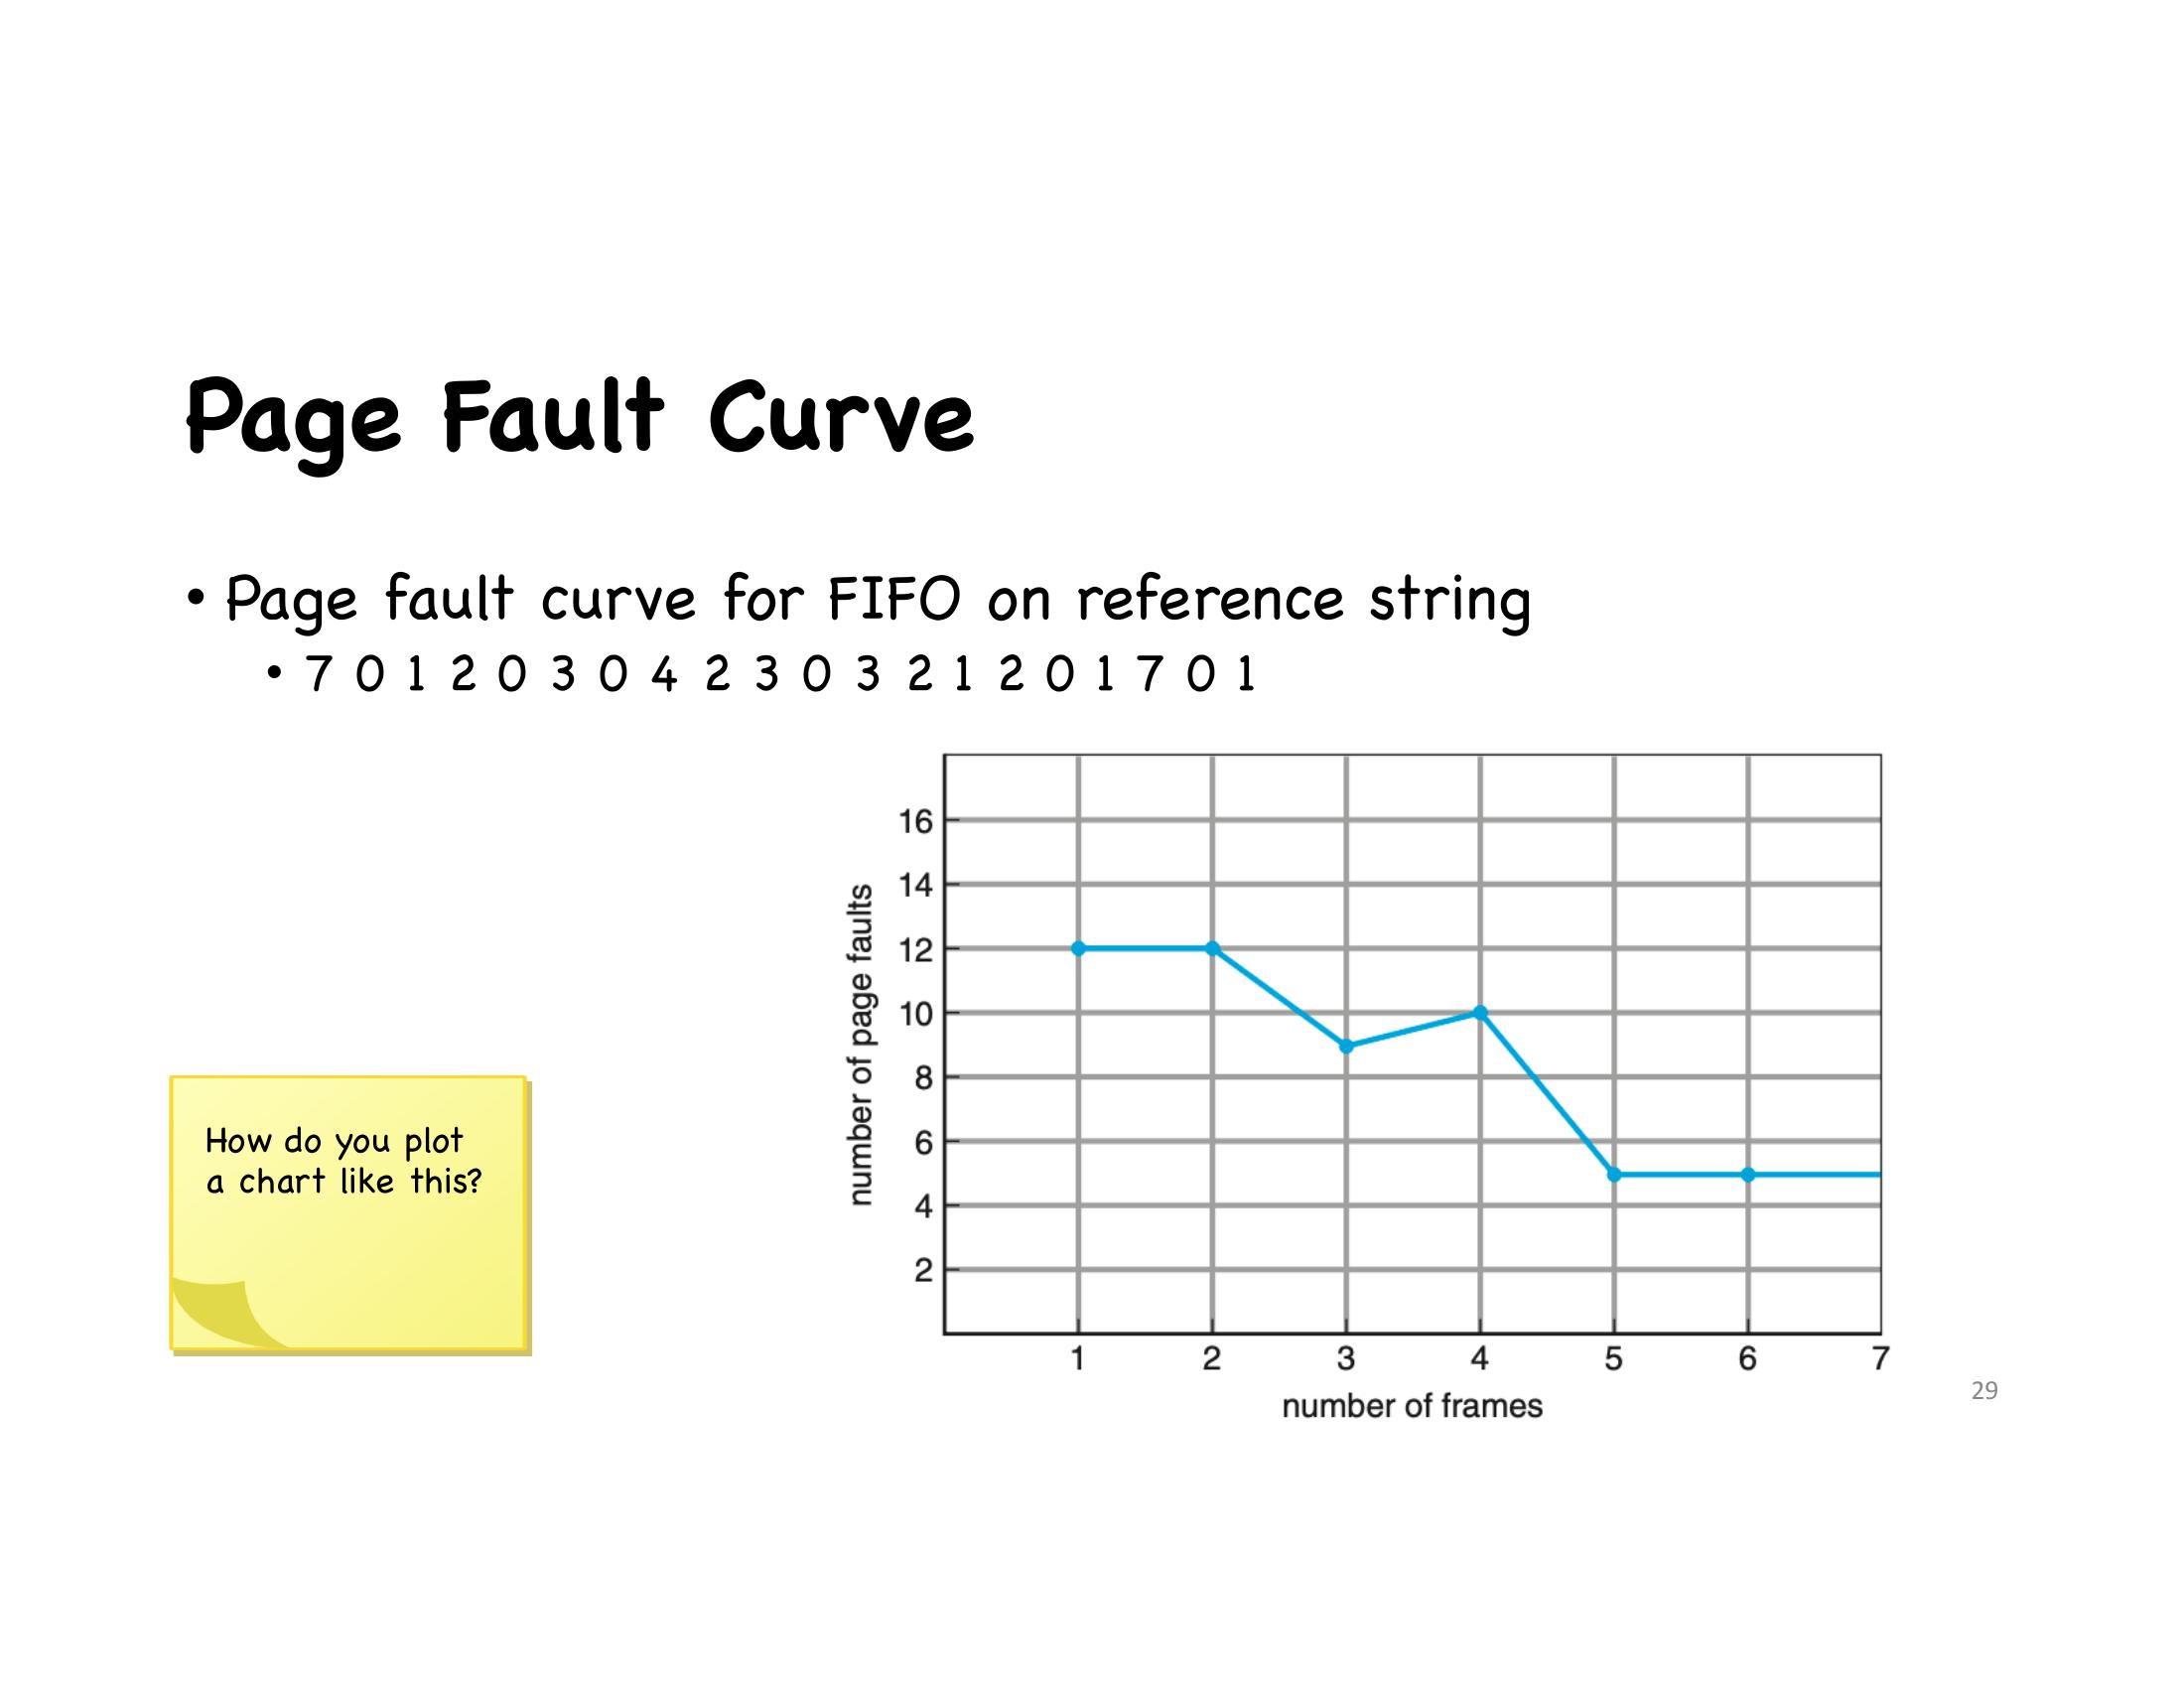 Page Fault Curve
• Page fault curve for FIFO on reference string
• 7 0 1 2 0 3 0 4 2 3 0 3 2 1 2 0 1 7 0 1
How do you plot
a chart like this?
number of page faults
16
14
12
10
8
6
4
2
1 2 3 4 5 6 7
number of frames
29